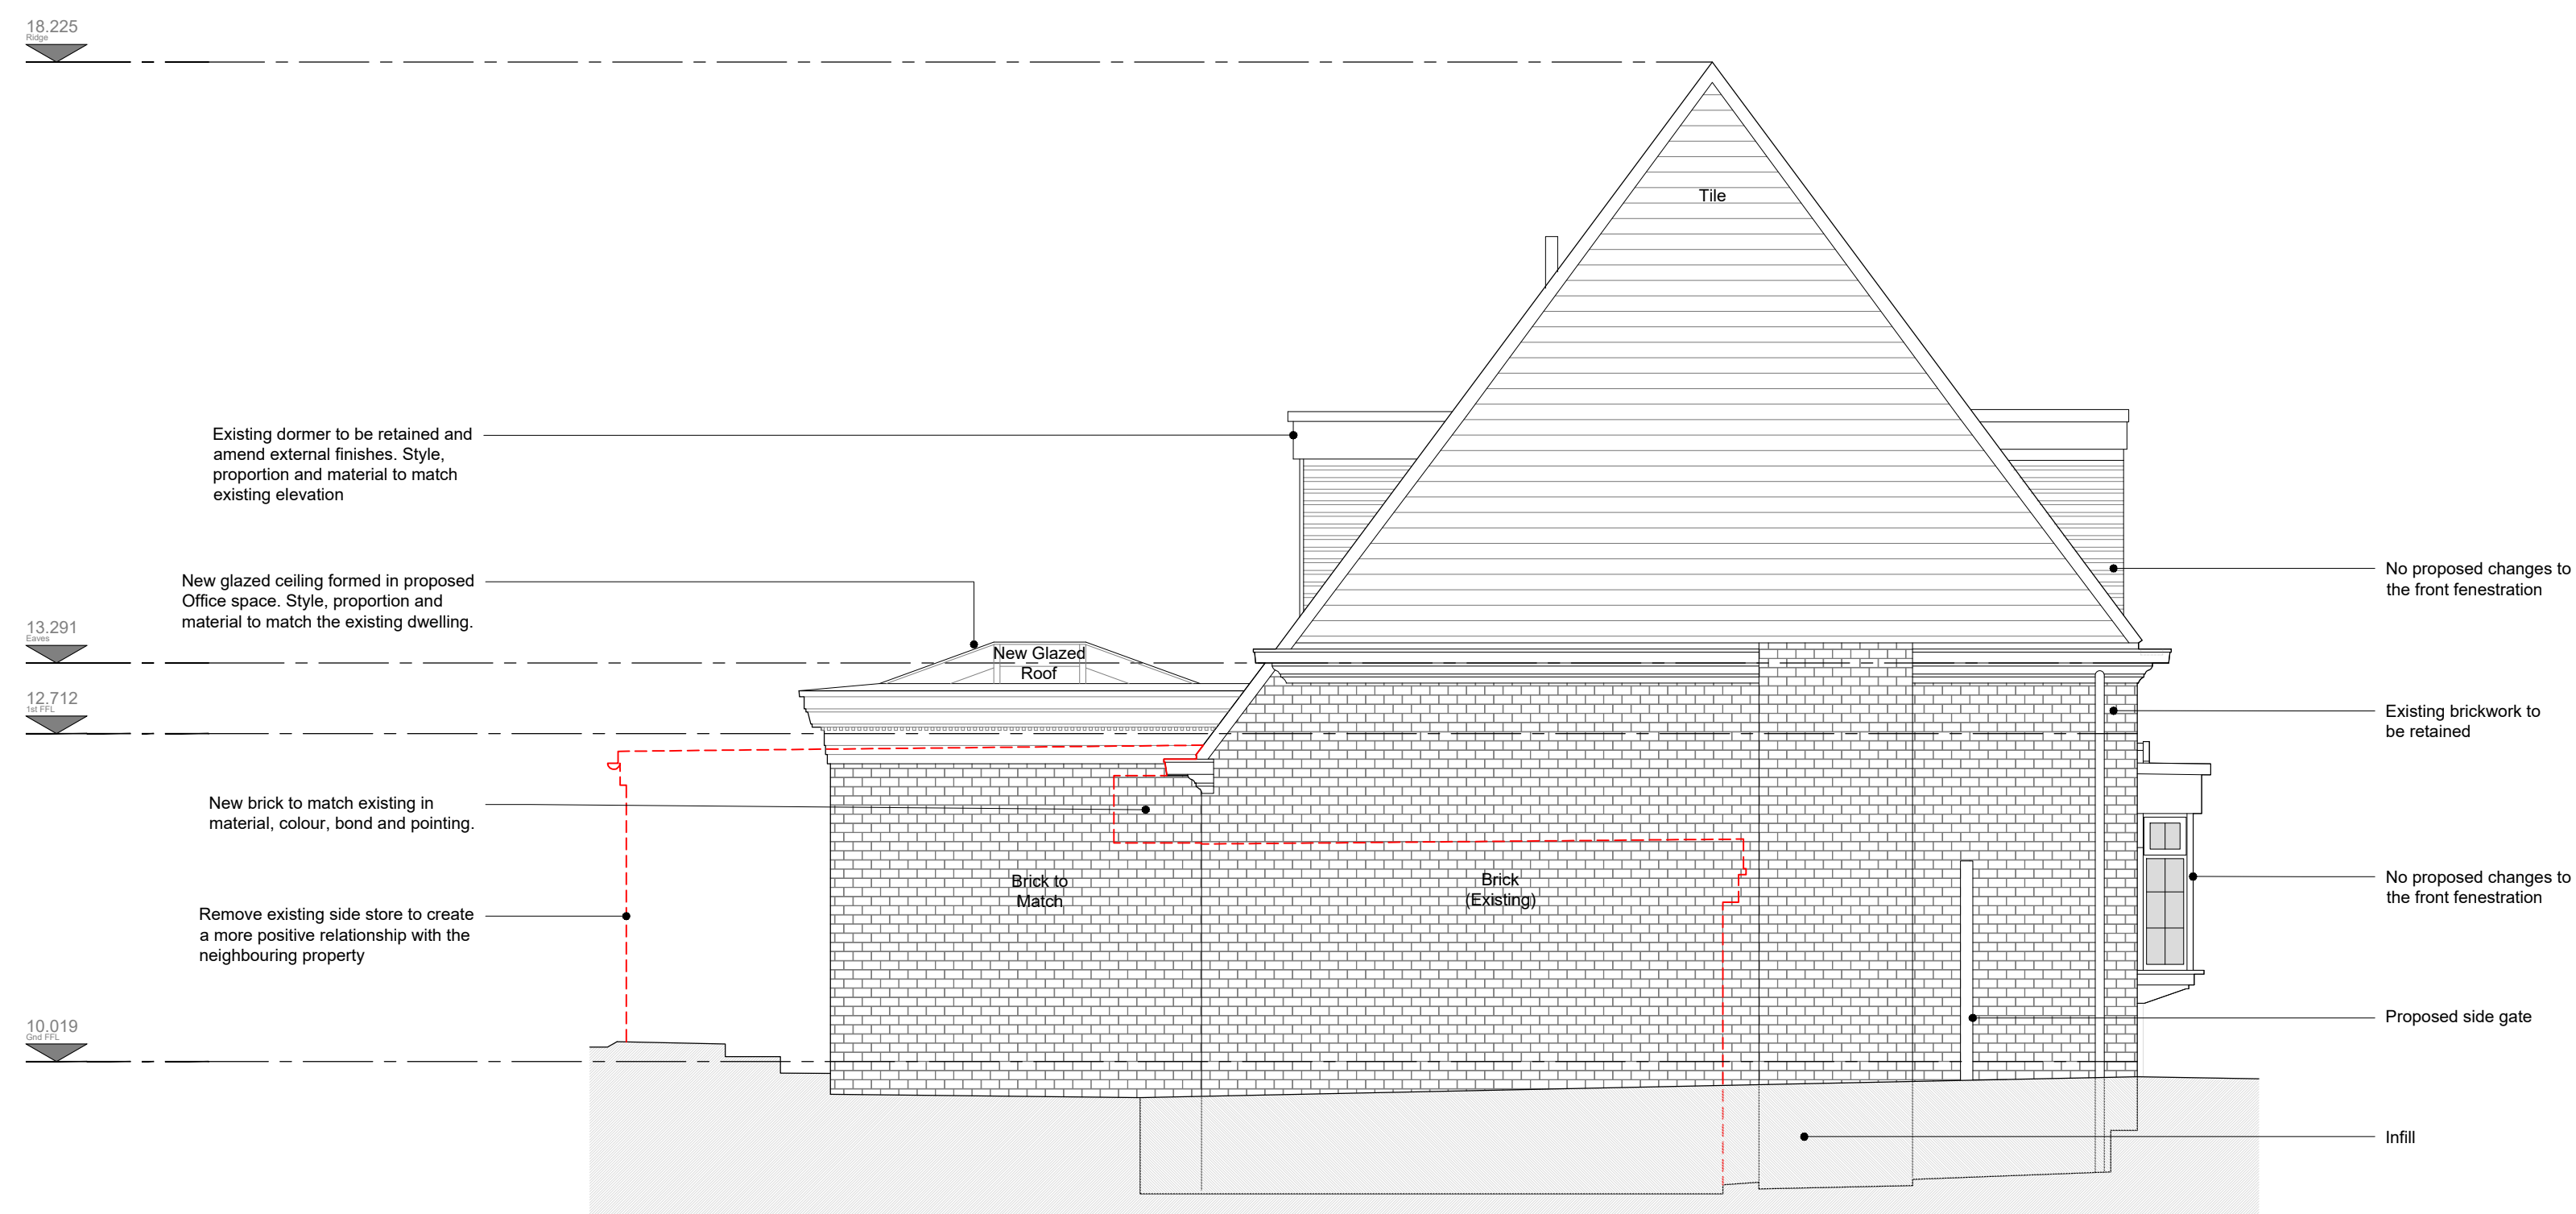 18.225
Ridge
Tile
Existing dormer to be retained and
amend external finishes. Style,
proportion and material to match
existing elevation
New glazed ceiling formed in proposed
Office space. Style, proportion and
material to match the existing dwelling.
No proposed changes to
the front fenestration
13.291
Eaves
New Glazed
Roof
12.712
1st FFL
Existing brickwork to
be retained
New brick to match existing in
material, colour, bond and pointing.
Brick to
Match
Brick
(Existing)
No proposed changes to
the front fenestration
Remove existing side store to create
a more positive relationship with the
neighbouring property
10.019
Gnd FFL
Proposed side gate
Infill